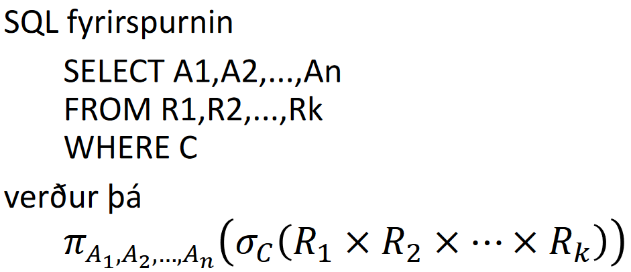 SQL fyrirspurnin
SELECT A1,A2,...,An
FROM R1,R2,...,Rk
WHERE C
verður þá
π_{A₁,A₂,...,Aₙ}(σ_C(R₁ × R₂ × ⋯ × R_k))